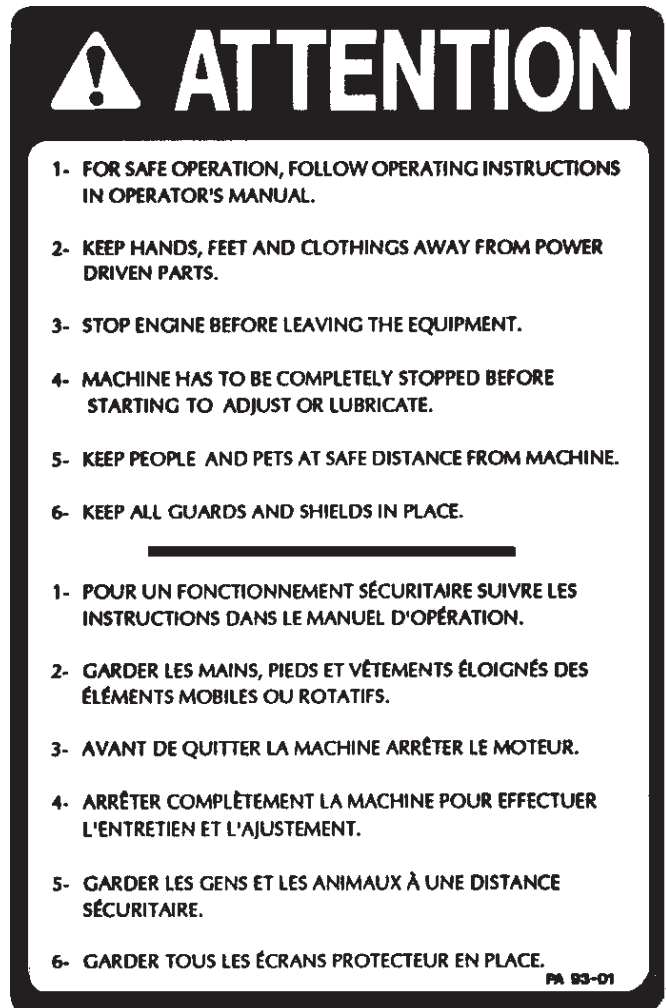 ATTENTION
1- FOR SAFE OPERATION, FOLLOW OPERATING INSTRUCTIONS
IN OPERATOR'S MANUAL.
2- KEEP HANDS, FEET AND CLOTHINGS AWAY FROM POWER
DRIVEN PARTS.
3- STOP ENGINE BEFORE LEAVING THE EQUIPMENT.
4- MACHINE HAS TO BE COMPLETELY STOPPED BEFORE
STARTING TO ADJUST OR LUBRICATE.
5- KEEP PEOPLE AND PETS AT SAFE DISTANCE FROM MACHINE.
6- KEEP ALL GUARDS AND SHIELDS IN PLACE.
1- POUR UN FONCTIONNEMENT SÉCURITAIRE SUIVRE LES
INSTRUCTIONS DANS LE MANUEL D'OPÉRATION.
2- GARDER LES MAINS, PIEDS ET VÊTEMENTS ÉLOIGNÉS DES
ÉLÉMENTS MOBILES OU ROTATIFS.
3- AVANT DE QUITTER LA MACHINE ARRÊTER LE MOTEUR.
4- ARRÊTER COMPLÈTEMENT LA MACHINE POUR EFFECTUER
L'ENTRETIEN ET L'AJUSTEMENT.
5- GARDER LES GENS ET LES ANIMAUX À UNE DISTANCE
SÉCURITAIRE.
6- GARDER TOUS LES ÉCRANS PROTECTEUR EN PLACE.
PA 93-01